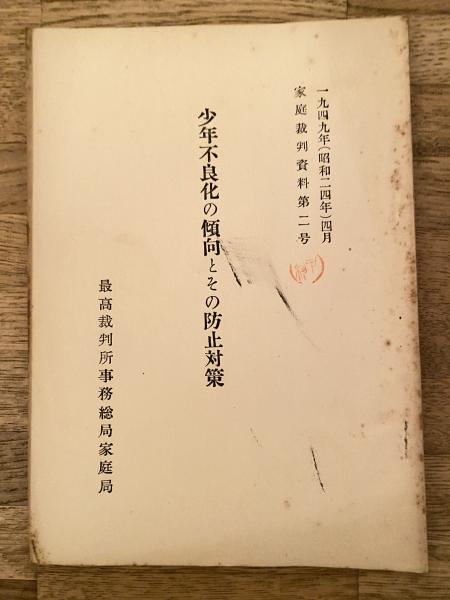 一九四九年(昭和二四年)四月
家庭裁判資料第二号
少年不良化の傾向とその防止対策
最高裁判所事務総局家庭局